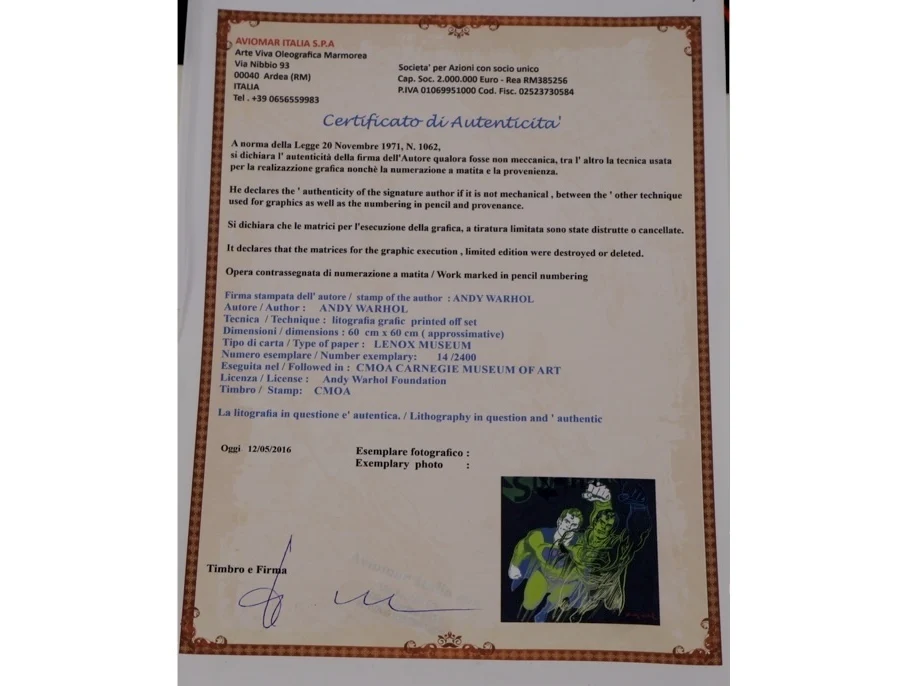 AVIOMAR ITALIA S.P.A
Arte Viva Oleografica Marmorea
Via Nibbio 93
00040 Ardea (RM)
ITALIA
Tel . +39 0656559983
Societa' per Azioni con socio unico
Cap. Soc. 2.000.000 Euro - Rea RM385256
P.IVA 01069951000 Cod. Fisc. 02523730584
Certificato di Autenticita'
A norma della Legge 20 Novembre 1971, N. 1062,
si dichiara l' autenticità della firma dell'Autore qualora fosse non meccanica, tra l' altro la tecnica usata
per la realizazzione grafica nonchè la numerazione a matita e la provenienza.
He declares the ' authenticity of the signature author if it is not mechanical , between the ' other technique
used for graphics as well as the numbering in pencil and provenance.
Si dichiara che le matrici per l'esecuzione della grafica, a tiratura limitata sono state distrutte o cancellate.
It declares that the matrices for the graphic execution , limited edition were destroyed or deleted.
Opera contrassegnata di numerazione a matita / Work marked in pencil numbering
Firma stampata dell' autore / stamp of the author : ANDY WARHOL
Autore / Author : ANDY WARHOL
Tecnica / Technique : litografia grafic printed off set
Dimensioni / dimensions : 60 cm x 60 cm ( approssimative)
Tipo di carta / Type of paper : LENOX MUSEUM
Numero esemplare / Number exemplary: 14 /2400
Eseguita nel / Followed in : CMOA CARNEGIE MUSEUM OF ART
Licenza / License : Andy Warhol Foundation
Timbro / Stamp: CMOA
La litografia in questione e' autentica. / Lithography in question and ' authentic
Oggi 12/05/2016
Esemplare fotografico :
Exemplary photo :
Timbro e Firma